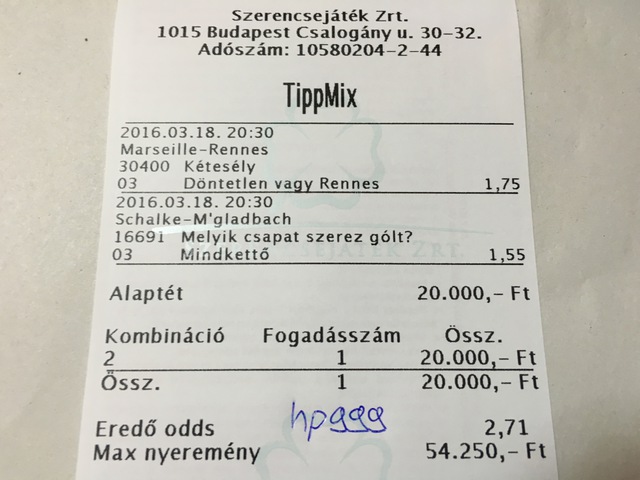 Szerencsejáték Zrt.
1015 Budapest Csalogány u. 30-32.
Adószám: 10580204-2-44
TippMix
2016.03.18. 20:30
Marseille-Rennes
30400 Kétesély
03 Döntetlen vagy Rennes 1,75
2016.03.18. 20:30
Schalke-M'gladbach
16691 Melyik csapat szerez gólt?
03 Mindkettő 1,55
Alaptét 20.000,- Ft
Kombináció Fogadásszám Össz.
2 1 20.000,- Ft
Össz. 1 20.000,- Ft
hp999
Eredő odds 2,71
Max nyeremény 54.250,- Ft